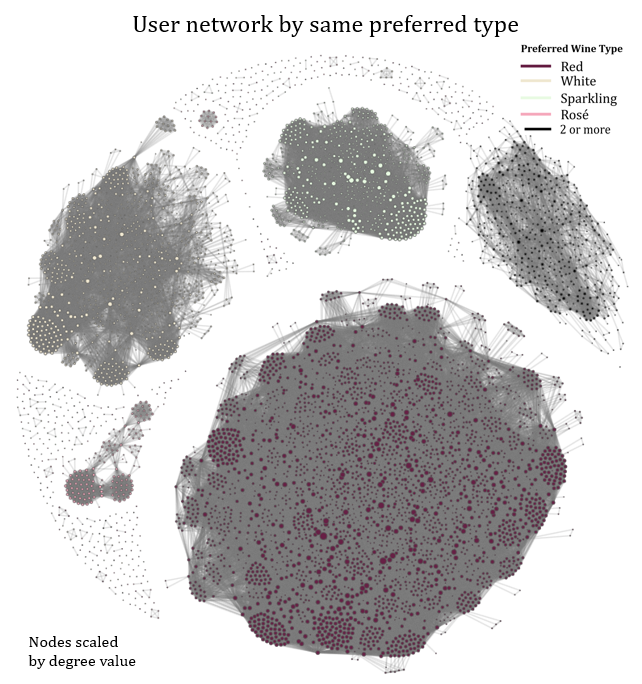 User network by same preferred type
Preferred Wine Type
Red
White
Sparkling
Rosé
2 or more
Nodes scaled
by degree value